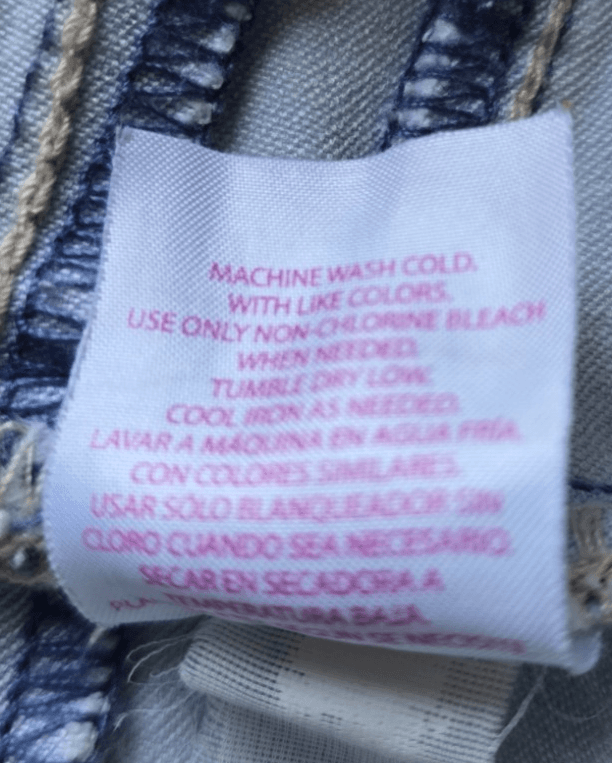 MACHINE WASH COLD.
WITH LIKE COLORS.
USE ONLY NON-CHLORINE BLEACH
WHEN NEEDED.
TUMBLE DRY LOW.
COOL IRON AS NEEDED.
LAVAR A MÁQUINA EN AGUA FRÍA.
CON COLORES SIMILARES.
USAR SÓLO BLANQUEADOR SIN
CLORO CUANDO SEA NECESARIO.
SECAR EN SECADORA A
TEMPERATURA BAJA.
SE NECESITE.